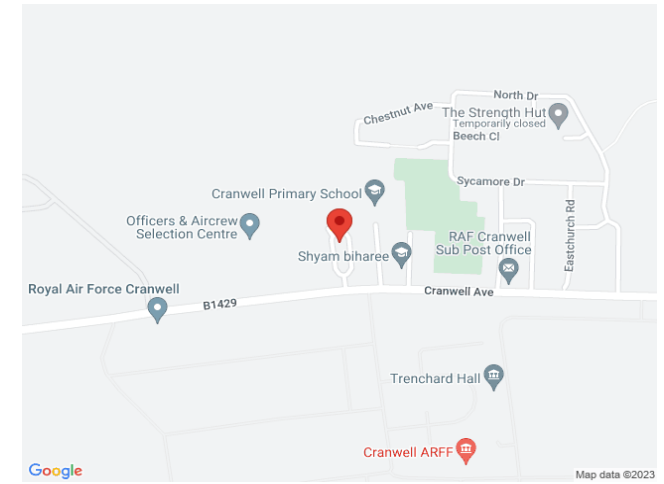 North Dr
Chestnut Ave
The Strength Hut
Temporarily closed
Beech Cl
Cranwell Primary School
Sycamore Dr
Officers & Aircrew
Selection Centre
Eastchurch Rd
RAF Cranwell
Sub Post Office
Shyam biharee
Royal Air Force Cranwell
B1429
Cranwell Ave
Trenchard Hall
Cranwell ARFF
Google
Map data ©2023